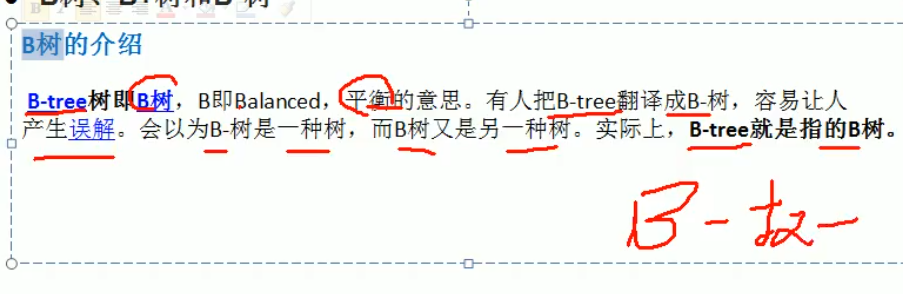 B树、B+树和B*树
B树的介绍
B-tree树即B树，B即Balanced，平衡的意思。有人把B-tree翻译成B-树，容易让人
产生误解。会以为B-树是一种树，而B树又是另一种树。实际上，B-tree就是指的B树。
B-